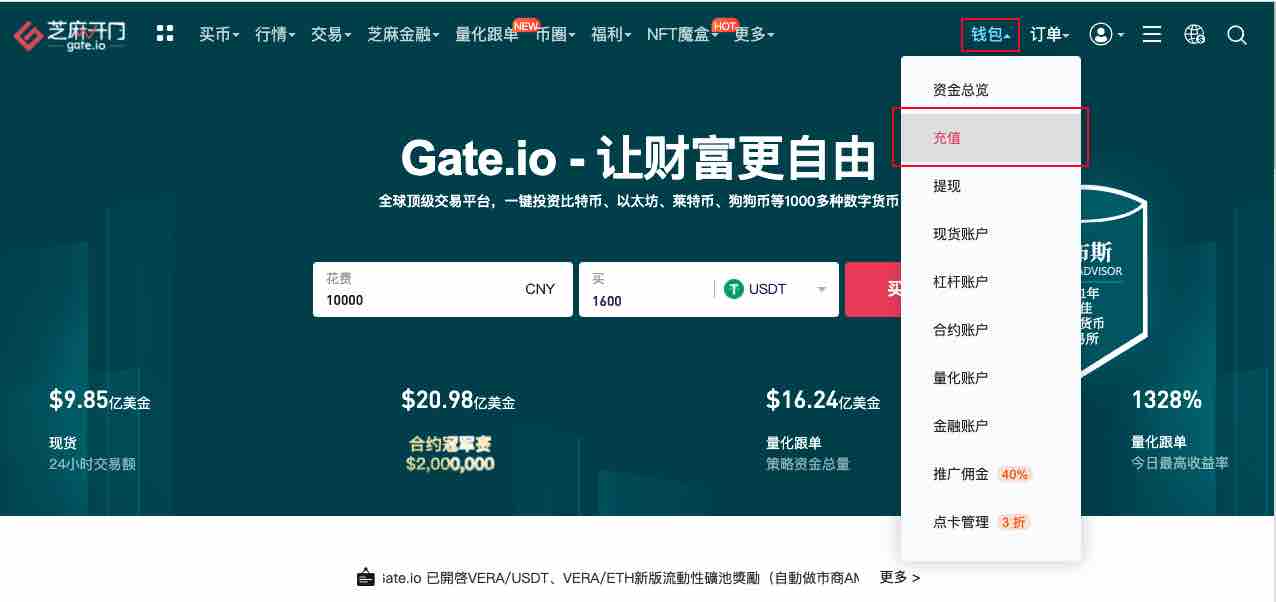 芝麻开门
gate.io
买币
行情
交易
芝麻金融
量化跟单
NEW
币圈
福利
NFT魔盒
HOT
更多
钱包
订单
资金总览
充值
提现
现货账户
杠杆账户
合约账户
量化账户
金融账户
推广佣金 40%
点卡管理 3 折
Gate.io - 让财富更自由
全球顶级交易平台，一键投资比特币、以太坊、莱特币、狗狗币等1000多种数字货币
花费
10000
CNY
买
1600
USDT
买
布斯
ADVISOR
1年
佳
货币
易所
$9.85亿美金
现货
24小时交易额
$20.98亿美金
合约冠军赛
$2,000,000
$16.24亿美金
量化跟单
策略资金总量
1328%
量化跟单
今日最高收益率
Gate.io 已開啓VERA/USDT、VERA/ETH新版流動性礦池獎勵（自動做市商AM
更多 >